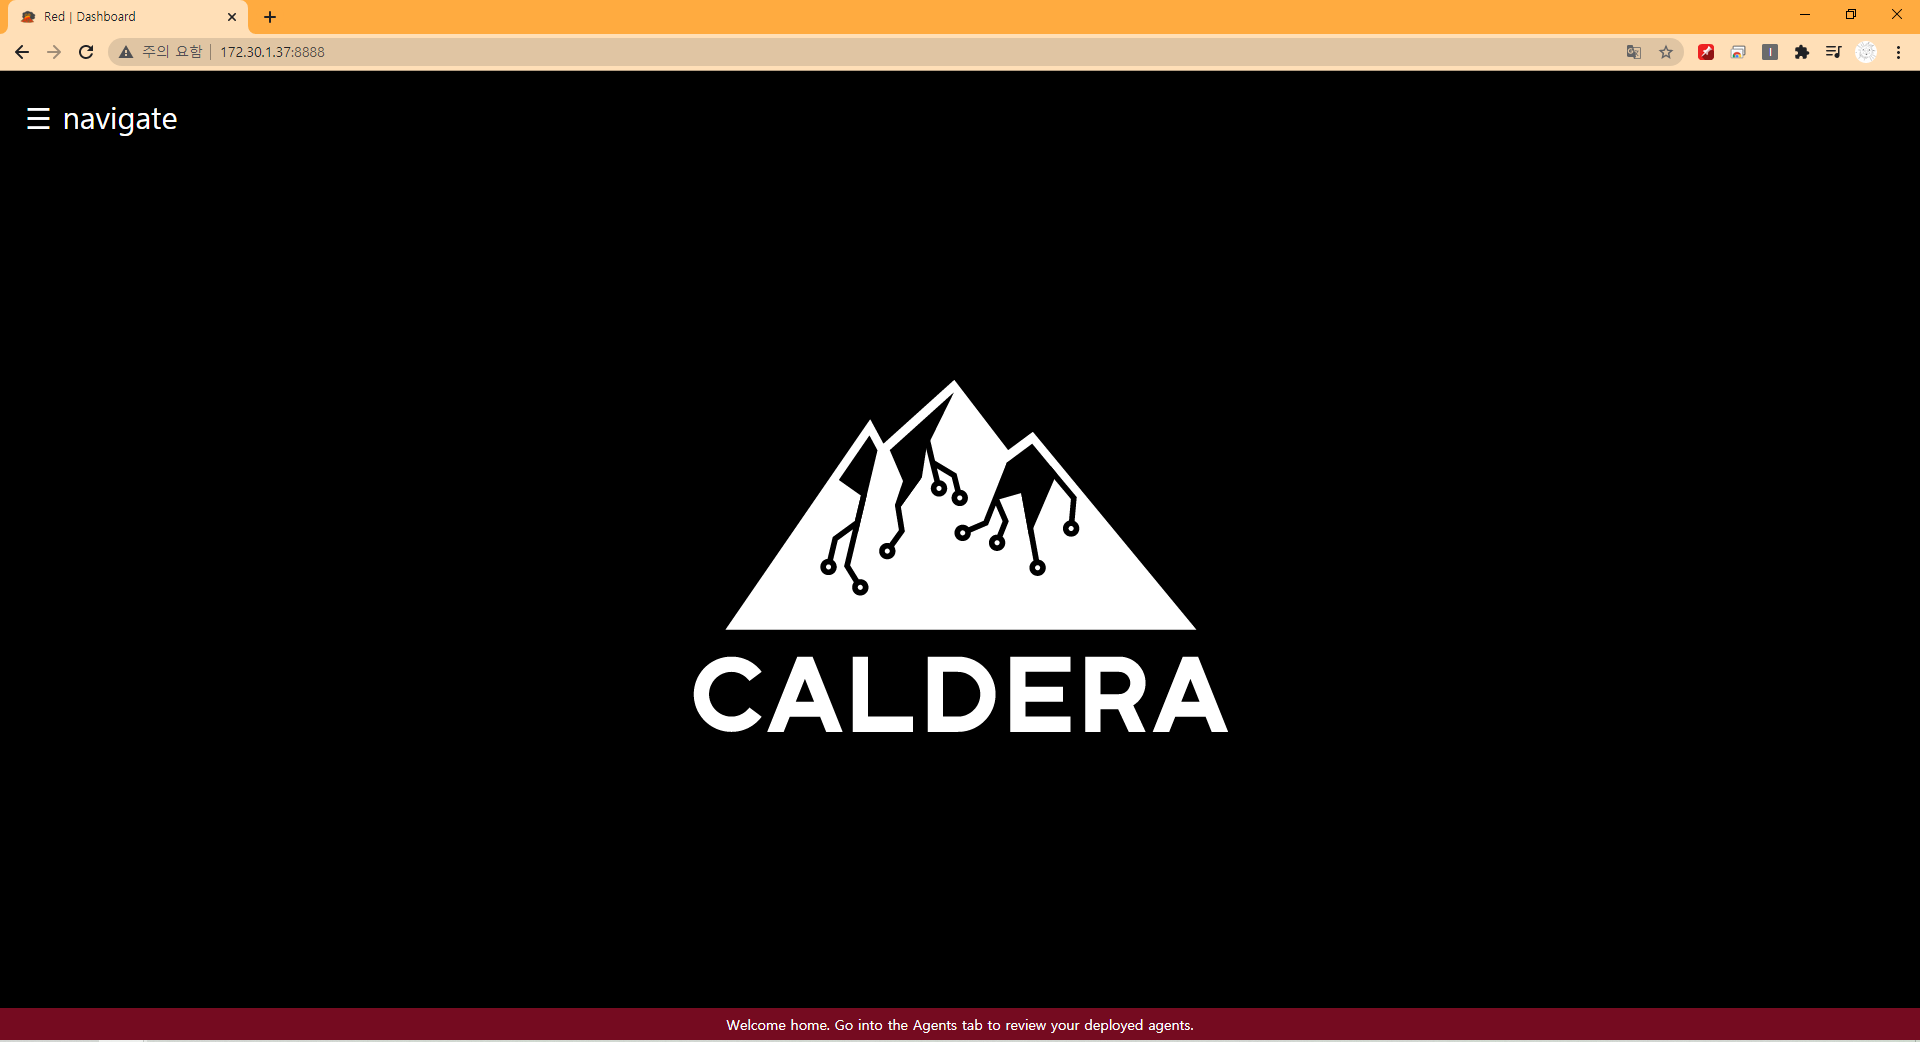 Red | Dashboard
주의 요함 | 172.30.1.37:8888
☰ navigate
CALDERA
Welcome home. Go into the Agents tab to review your deployed agents.